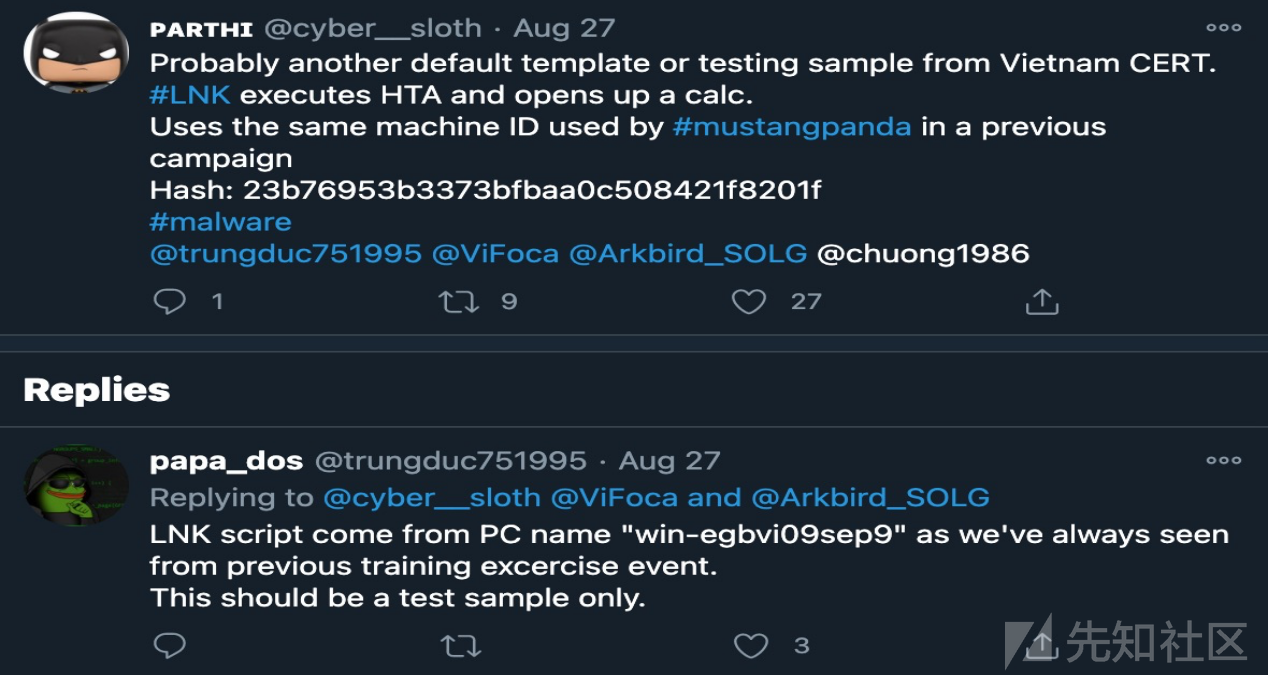 PARTHI @cyber__sloth · Aug 27
Probably another default template or testing sample from Vietnam CERT.
#LNK executes HTA and opens up a calc.
Uses the same machine ID used by #mustangpanda in a previous
campaign
Hash: 23b76953b3373bfbaa0c508421f8201f
#malware
@trungduc751995 @ViFoca @Arkbird_SOLG @chuong1986
1 9 27
Replies
papa_dos @trungduc751995 · Aug 27
Replying to @cyber__sloth @ViFoca and @Arkbird_SOLG
LNK script come from PC name "win-egbvi09sep9" as we've always seen
from previous training excercise event.
This should be a test sample only.
3
先知社区